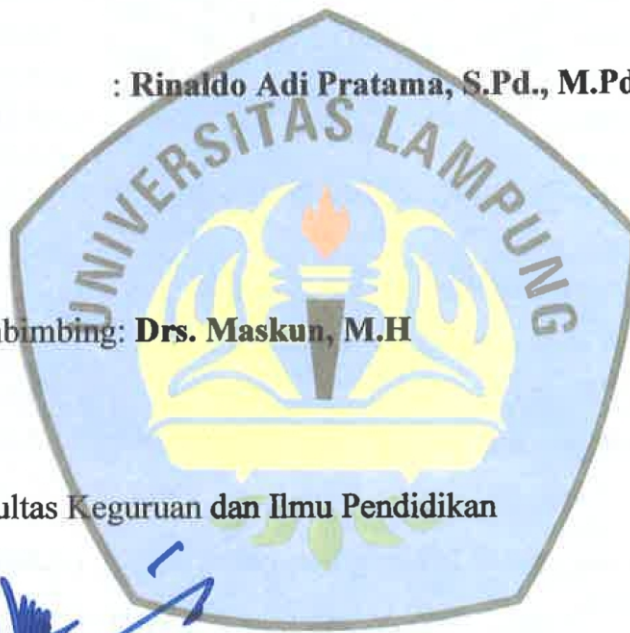 : Rinaldo Adi Pratama, S.Pd., M.Pd
UNIVERSITAS LAMPUNG
bimbing: Drs. Maskun, M.H
ultas Keguruan dan Ilmu Pendidikan